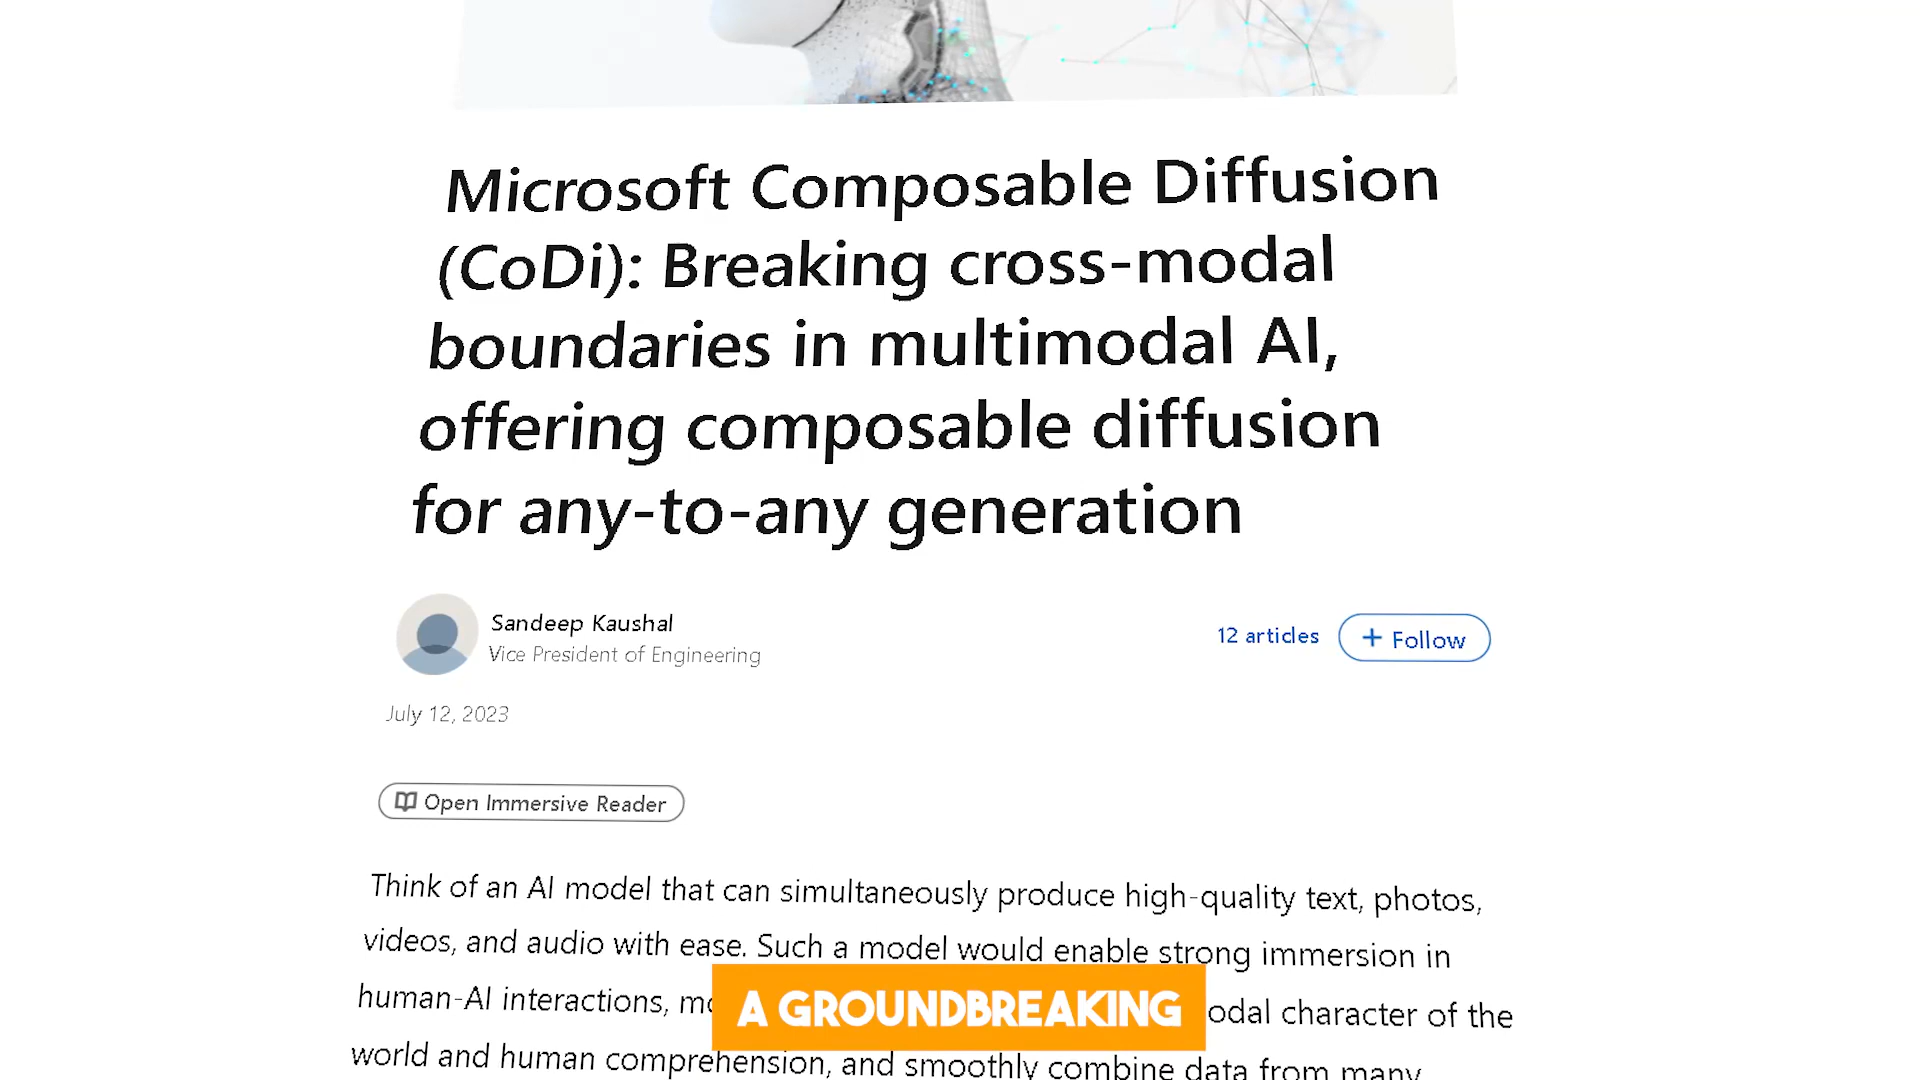 Microsoft Composable Diffusion
(CoDi): Breaking cross-modal
boundaries in multimodal AI,
offering composable diffusion
for any-to-any generation
Sandeep Kaushal
Vice President of Engineering
12 articles
+ Follow
July 12, 2023
Open Immersive Reader
Think of an AI model that can simultaneously produce high-quality text, photos,
videos, and audio with ease. Such a model would enable strong immersion in
human-AI interactions, odal character of the
A GROUNDBREAKING
world and human comprehension, and smoothly combine data from many